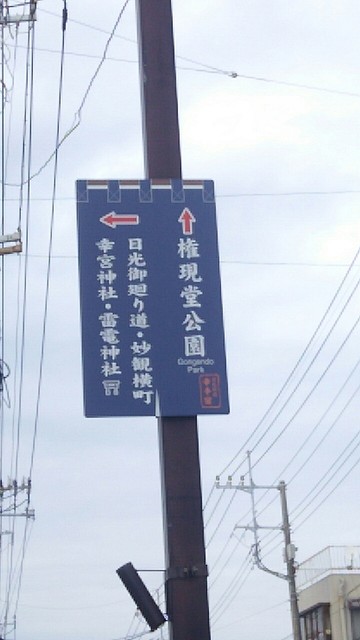 権現堂公園
Gongendo
Park
日光御廻り道・妙観横町
幸宮神社・雷電神社